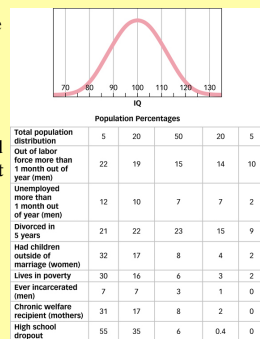 70 80 90 100 110 120 130
IQ
Population Percentages
Total population
distribution 5 20 50 20 5
Out of labor
force more than
1 month out of
year (men) 22 19 15 14 10
Unemployed
more than
1 month out
of year (men) 12 10 7 7 2
Divorced in
5 years 21 22 23 15 9
Had children
outside of
marriage (women) 32 17 8 4 2
Lives in poverty 30 16 6 3 2
Ever incarcerated
(men) 7 7 3 1 0
Chronic welfare
recipient (mothers) 31 17 8 2 0
High school
dropout 55 35 6 0.4 0